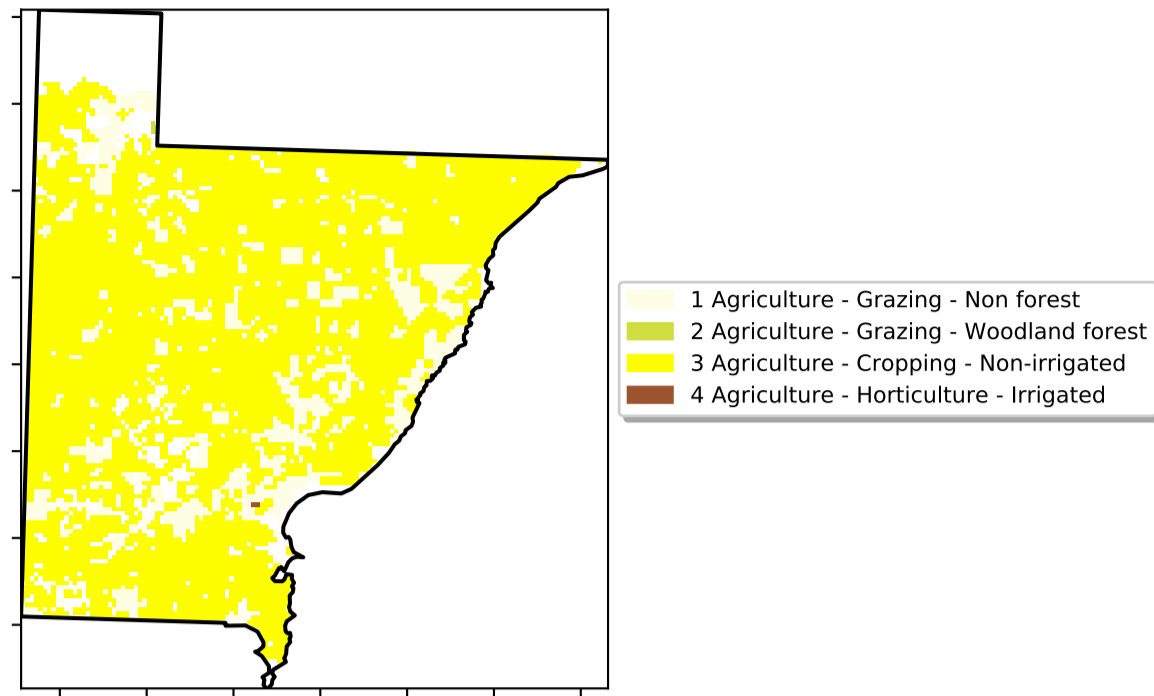 1 Agriculture - Grazing - Non forest
2 Agriculture - Grazing - Woodland forest
3 Agriculture - Cropping - Non-irrigated
4 Agriculture - Horticulture - Irrigated